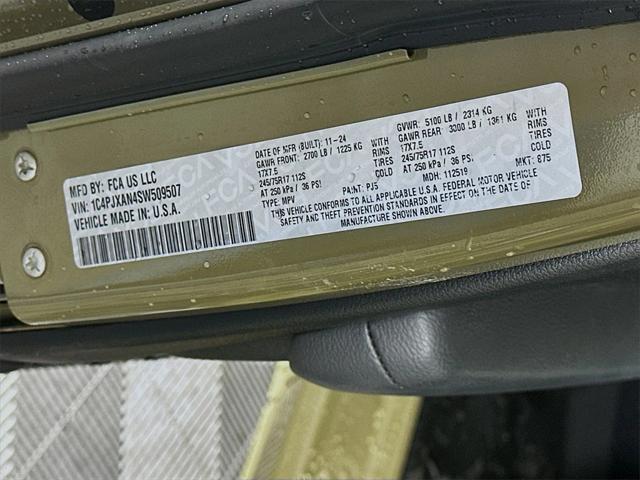 MFD BY: FCA US LLC
VIN: 1C4PJXAN4SW509507
VEHICLE MADE IN: U.S.A.
DATE OF MFR (BUILT): 11-24 GVWR: 5100 LB / 2314 KG
GAWR FRONT: 2700 LB / 1225 KG WITH GAWR REAR: 3300 LB / 1361 KG WITH
17X7.5 RIMS 17X7.5 RIMS
245/75R17 112S TIRES 245/75R17 112S TIRES
AT 250 kPa / 36 PSI COLD AT 250 kPa / 36 PSI COLD
TYPE: MPV PAINT: PJ5 MDH: 112519 MKT: 875
THIS VEHICLE CONFORMS TO ALL APPLICABLE U.S.A. FEDERAL MOTOR VEHICLE
SAFETY AND THEFT PREVENTION STANDARDS IN EFFECT ON THE DATE OF
MANUFACTURE SHOWN ABOVE.